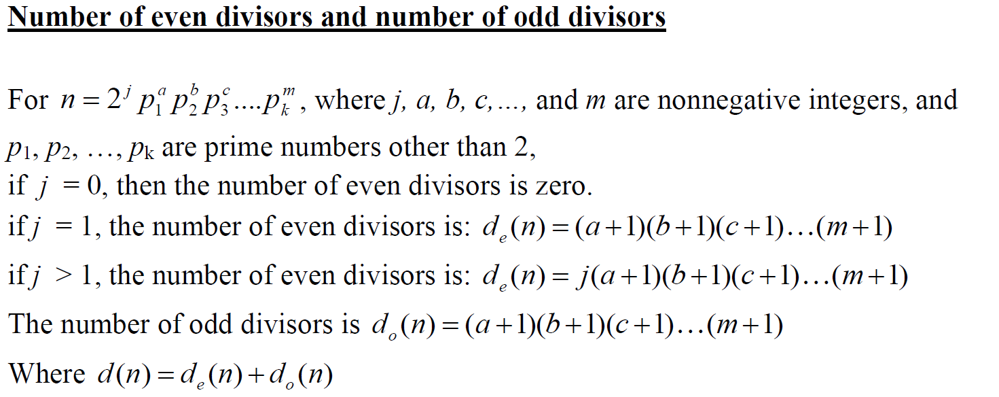 Number of even divisors and number of odd divisors
For n = 2^j p_1^a p_2^b p_3^c....p_k^m , where j, a, b, c,..., and m are nonnegative integers, and
p_1, p_2, ..., p_k are prime numbers other than 2,
if j = 0, then the number of even divisors is zero.
if j = 1, the number of even divisors is: d_e(n) = (a+1)(b+1)(c+1)...(m+1)
if j > 1, the number of even divisors is: d_e(n) = j(a+1)(b+1)(c+1)...(m+1)
The number of odd divisors is d_o(n) = (a+1)(b+1)(c+1)...(m+1)
Where d(n) = d_e(n) + d_o(n)